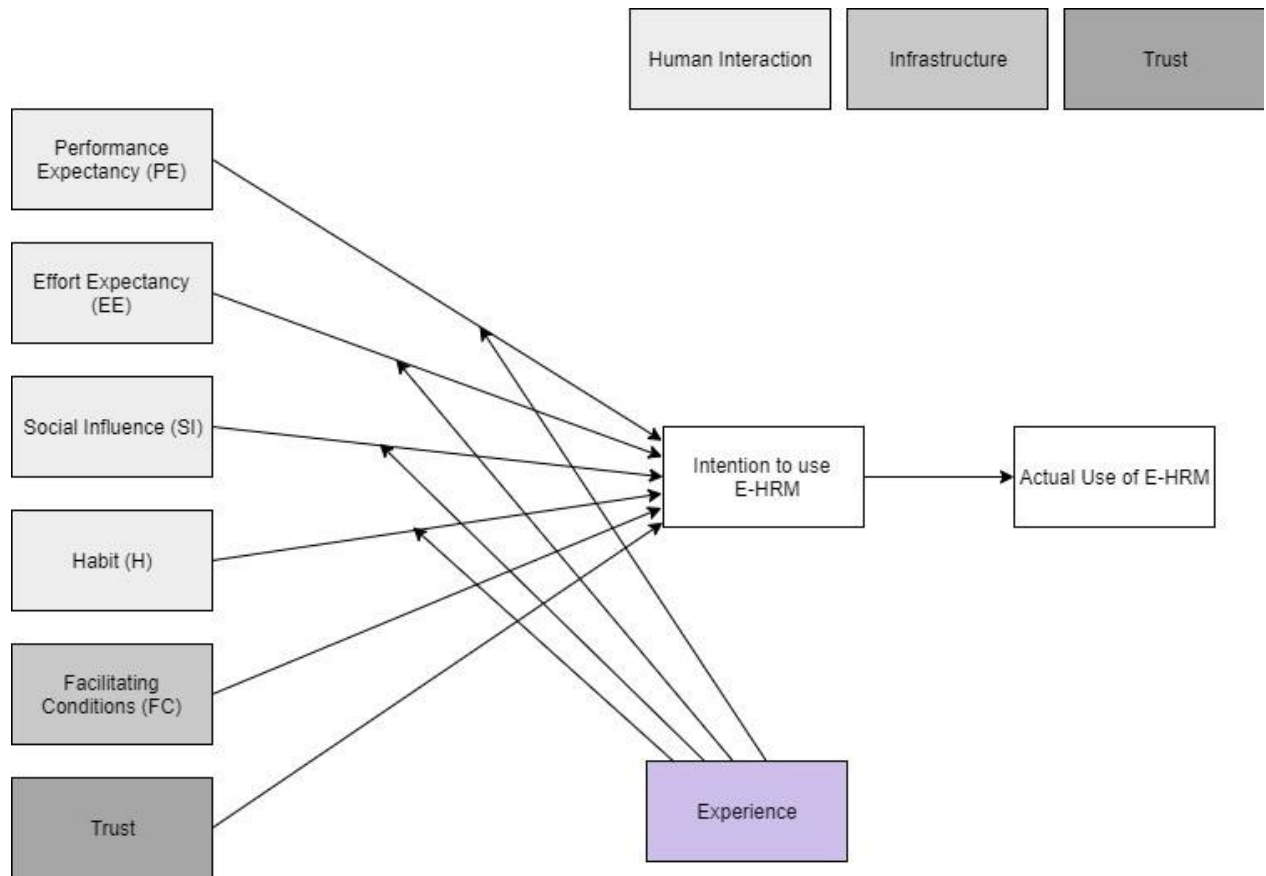 Human Interaction
Infrastructure
Trust
Performance
Expectancy (PE)
Effort Expectancy
(EE)
Social Influence (SI)
Habit (H)
Facilitating
Conditions (FC)
Trust
Intention to use
E-HRM
Actual Use of E-HRM
Experience